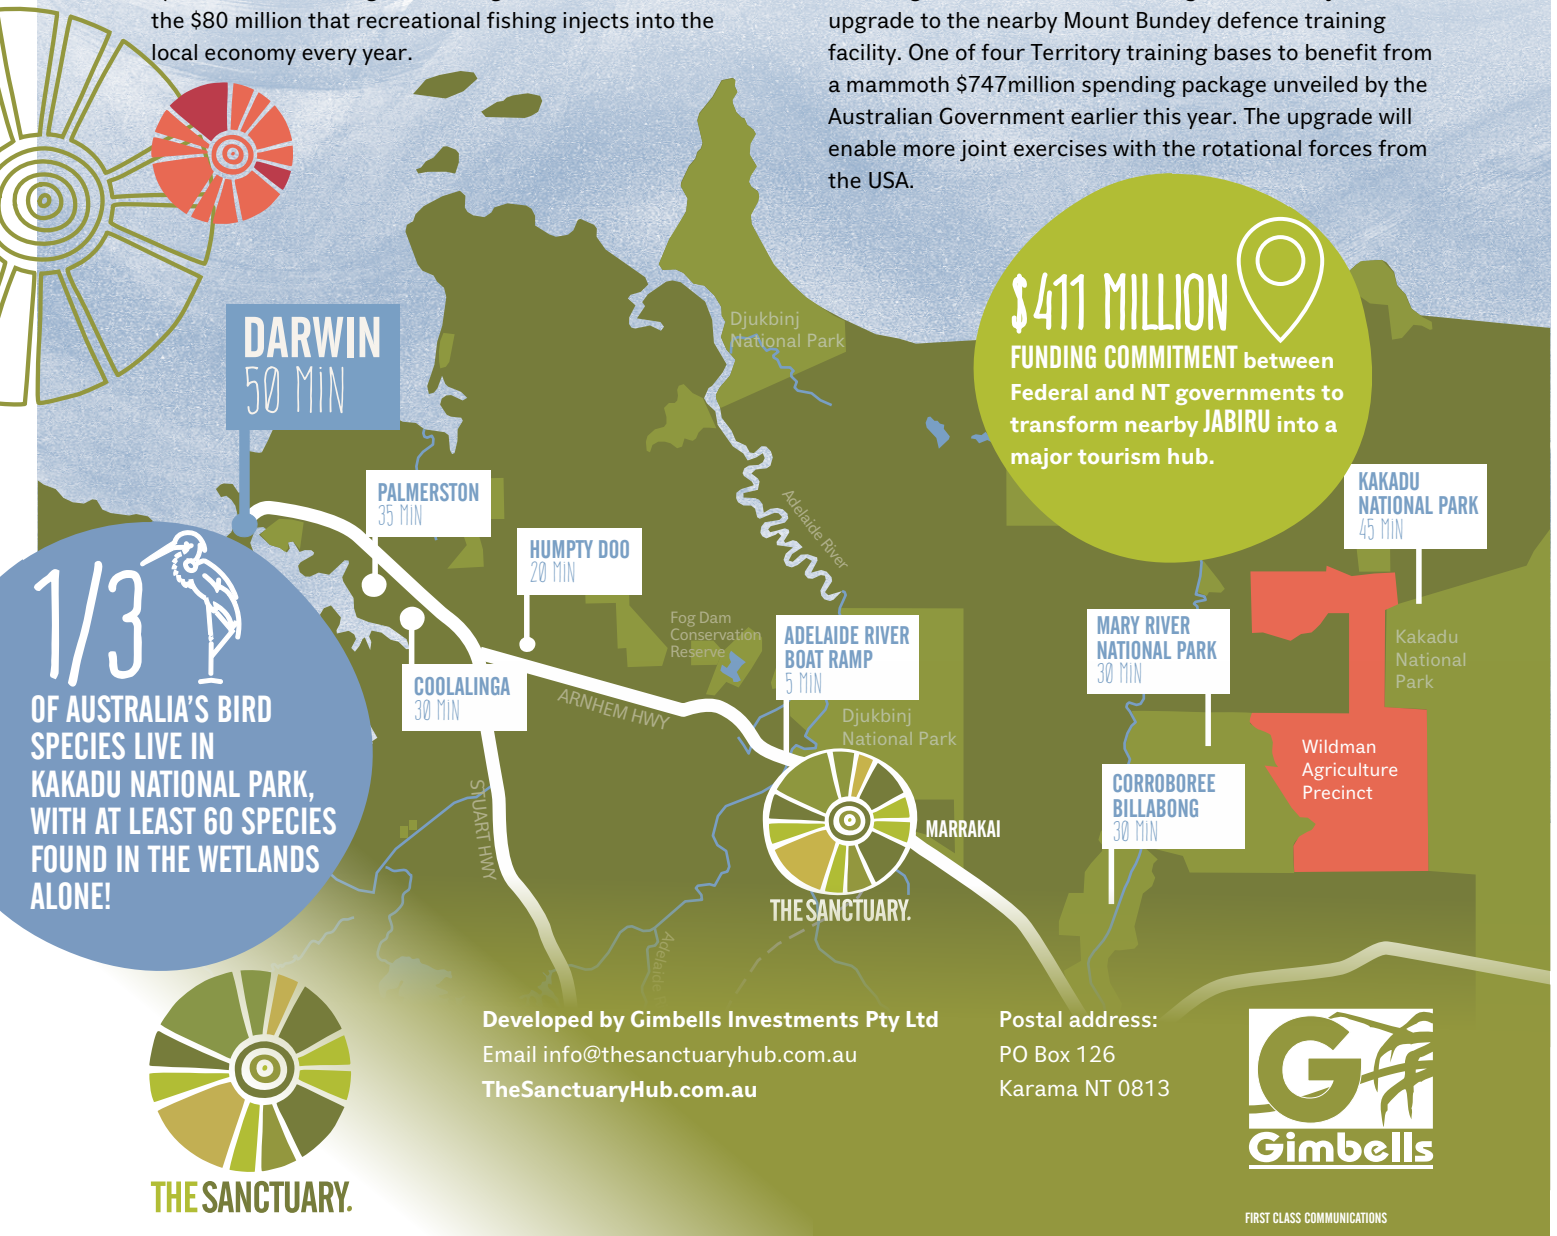 the $80 million that recreational fishing injects into the
local economy every year.
upgrade to the nearby Mount Bundey defence training
facility. One of four Territory training bases to benefit from
a mammoth $747million spending package unveiled by the
Australian Government earlier this year. The upgrade will
enable more joint exercises with the rotational forces from
the USA.
$411 MILLION
FUNDING COMMITMENT between
Federal and NT governments to
transform nearby JABIRU into a
major tourism hub.
DARWIN
50 MiN
Djukbinj
National Park
PALMERSTON
35 MiN
HUMPTY DOO
20 MiN
Adelaide River
KAKADU
NATIONAL PARK
45 MiN
1/3
OF AUSTRALIA'S BIRD
SPECIES LIVE IN
KAKADU NATIONAL PARK,
WITH AT LEAST 60 SPECIES
FOUND IN THE WETLANDS
ALONE!
COOLALINGA
30 MiN
ARNHEM HWY
STUART HWY
Fog Dam
Conservation
Reserve
ADELAIDE RIVER
BOAT RAMP
5 MiN
Djukbinj
National Park
MARY RIVER
NATIONAL PARK
30 MiN
Kakadu
National
Park
Wildman
Agriculture
Precinct
CORROBOREE
BILLABONG
30 MiN
MARRAKAI
THE SANCTUARY.
Adelaide
THE SANCTUARY.
Developed by Gimbells Investments Pty Ltd
Email info@thesanctuaryhub.com.au
TheSanctuaryHub.com.au
Postal address:
PO Box 126
Karama NT 0813
G
Gimbells
FIRST CLASS COMMUNICATIONS